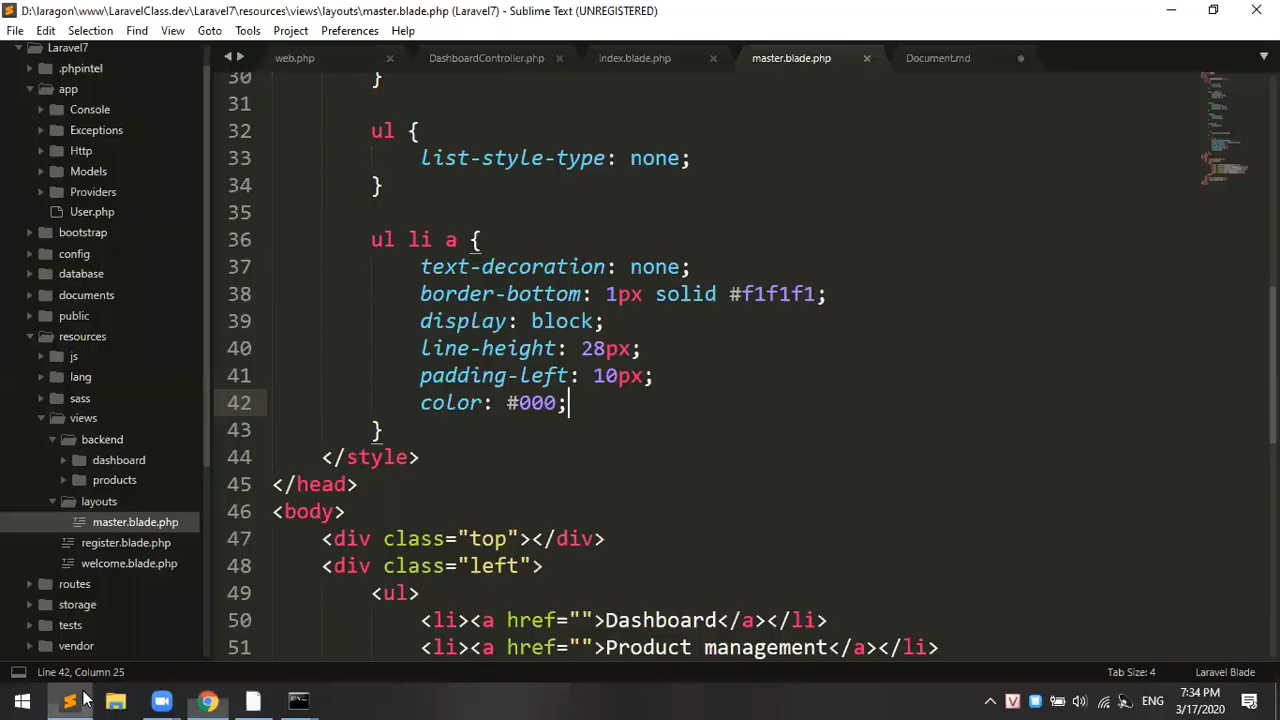 D:\laragon\www\LaravelClass.dev\Laravel7\resources\views\layouts\master.blade.php (Laravel7) - Sublime Text (UNREGISTERED)
File Edit Selection Find View Goto Tools Project Preferences Help
Laravel7
.phpintel
app
Console
Exceptions
Http
Models
Providers
User.php
bootstrap
config
database
documents
public
resources
js
lang
sass
views
backend
dashboard
products
layouts
master.blade.php
register.blade.php
welcome.blade.php
routes
storage
tests
vendor
web.php DashboardController.php index.blade.php master.blade.php Document.md
30 }
31
32 ul {
33 list-style-type: none;
34 }
35
36 ul li a {
37 text-decoration: none;
38 border-bottom: 1px solid #f1f1f1;
39 display: block;
40 line-height: 28px;
41 padding-left: 10px;
42 color: #000;
43 }
44 </style>
45 </head>
46 <body>
47 <div class="top"></div>
48 <div class="left">
49 <ul>
50 <li><a href="">Dashboard</a></li>
51 <li><a href="">Product management</a></li>
Line 42, Column 25 Tab Size: 4 Laravel Blade
ENG
7:34 PM
3/17/2020